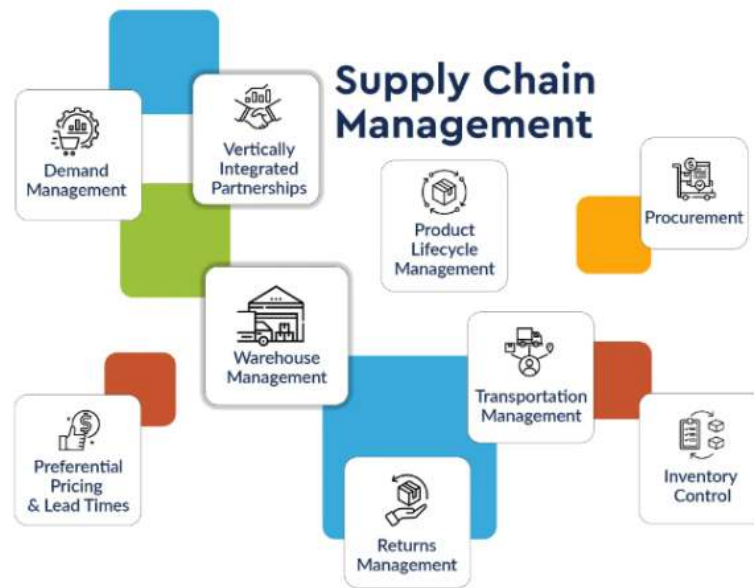 Supply Chain
Management
Demand
Management
Vertically
Integrated
Partnerships
Product
Lifecycle
Management
Procurement
Warehouse
Management
Transportation
Management
Preferential
Pricing
& Lead Times
Inventory
Control
Returns
Management